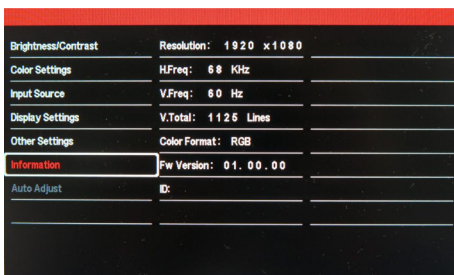 Brightness/Contrast
Resolution: 1920 x1080
Color Settings
H.Freq: 68 KHz
Input Source
V.Freq: 60 Hz
Display Settings
V.Total: 1125 Lines
Other Settings
Color Format: RGB
Information
Fw Version: 01.00.00
Auto Adjust
ID: